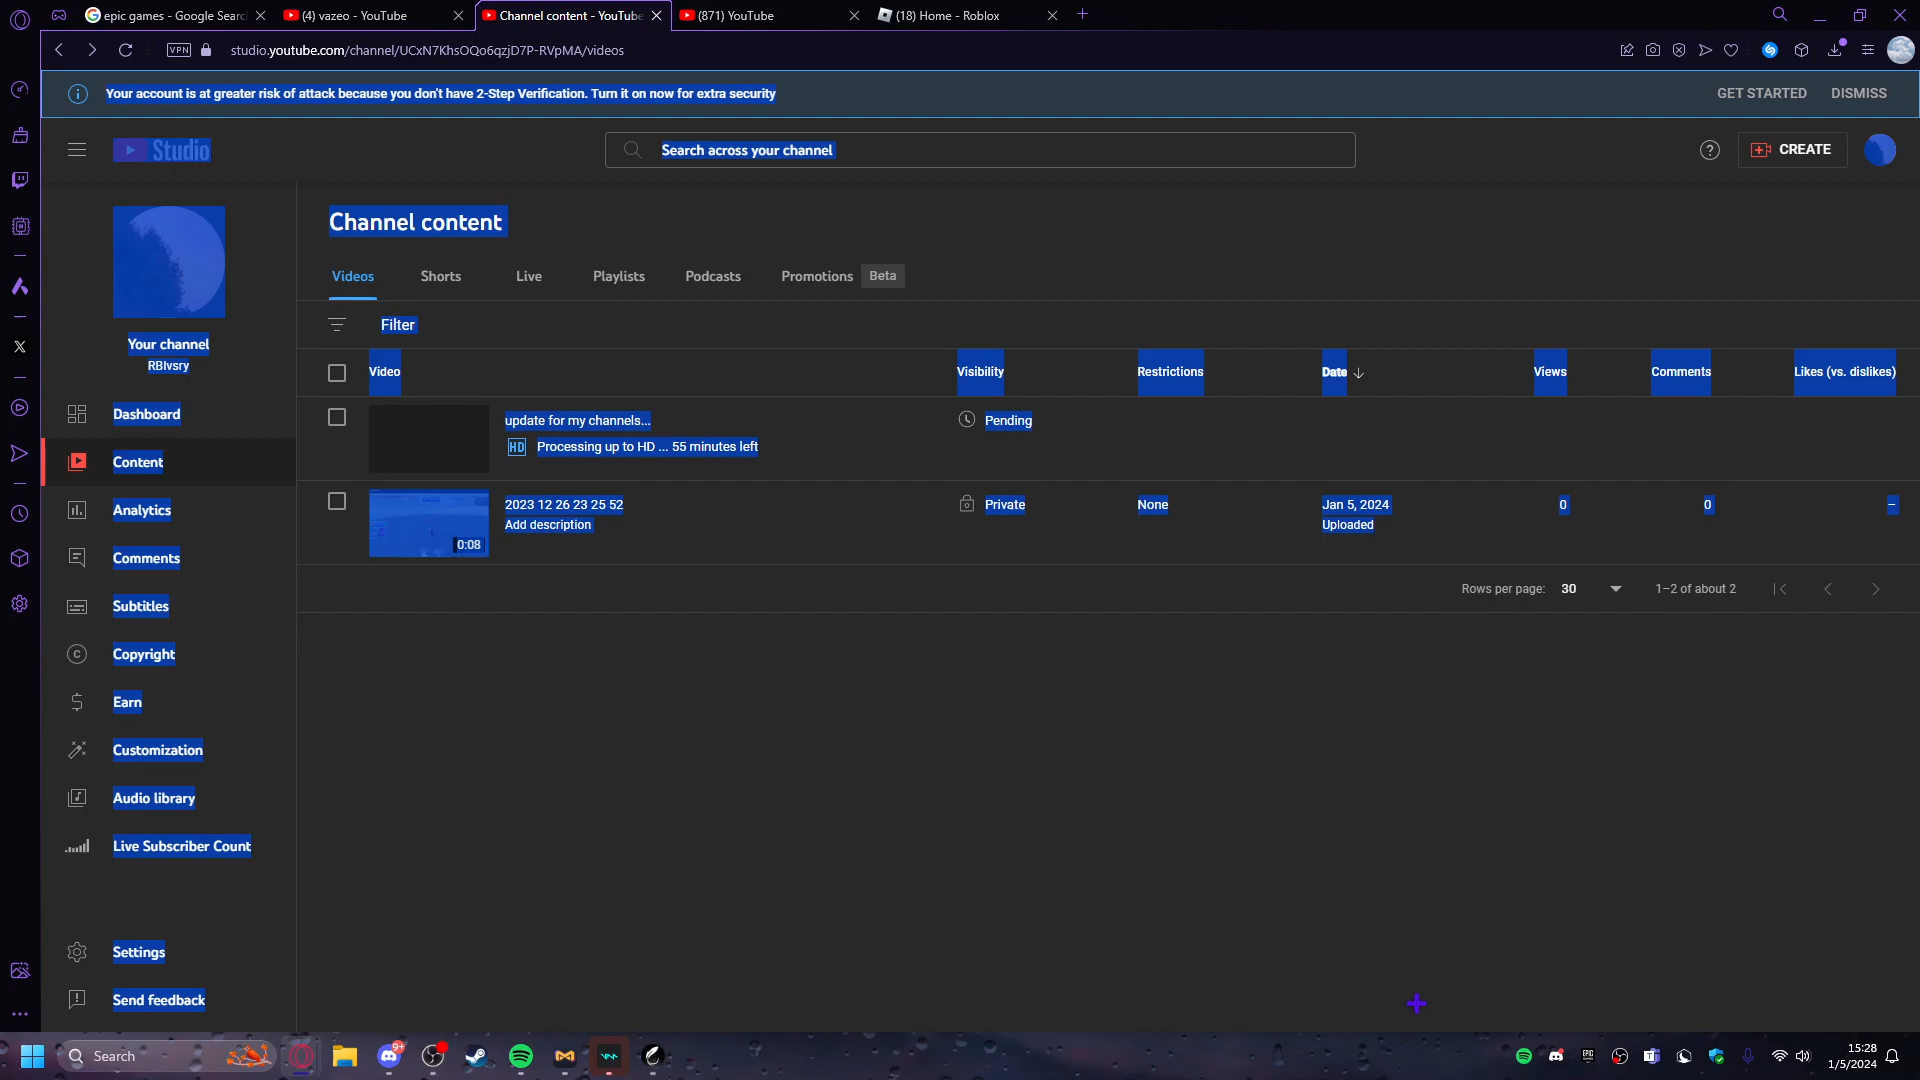 epic games - Google Searc
(4) vazeo - YouTube
Channel content - YouTube
(871) YouTube
(18) Home - Roblox
VPN
studio.youtube.com/channel/UCxN7KhsOQo6qzjD7P-RVpMA/videos
Your account is at greater risk of attack because you don't have 2-Step Verification. Turn it on now for extra security
GET STARTED
DISMISS
Studio
Search across your channel
CREATE
Your channel
RBlvsry
Dashboard
Content
Analytics
Comments
Subtitles
Copyright
Earn
Customization
Audio library
Live Subscriber Count
Settings
Send feedback
Channel content
Videos
Shorts
Live
Playlists
Podcasts
Promotions
Beta
Filter
Video
Visibility
Restrictions
Date
Views
Comments
Likes (vs. dislikes)
update for my channels...
HD Processing up to HD ... 55 minutes left
Pending
0:08
2023 12 26 23 25 52
Add description
Private
None
Jan 5, 2024
Uploaded
0
0
–
Rows per page: 30
1–2 of about 2
Search
9+
15:28
1/5/2024